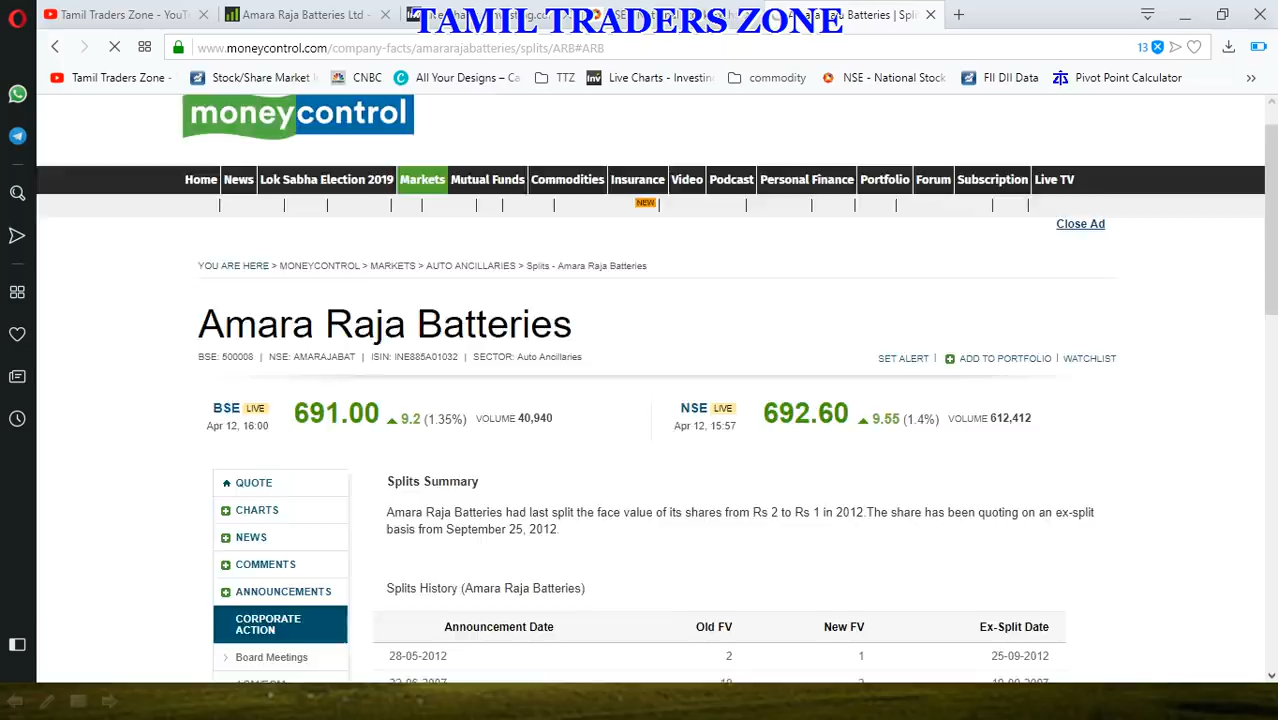 TAMIL TRADERS ZONE
Tamil Traders Zone - YouT
Amara Raja Batteries Ltd -
Amara Raja Batteries | Spli
www.moneycontrol.com/company-facts/amararajabatteries/splits/ARB#ARB
13
Tamil Traders Zone -
Stock/Share Market
CNBC
All Your Designs – Ca
TTZ
Live Charts - Investin
commodity
NSE - National Stock
FII DII Data
Pivot Point Calculator
moneycontrol
Home News Lok Sabha Election 2019 Markets Mutual Funds Commodities Insurance Video Podcast Personal Finance Portfolio Forum Subscription Live TV
NEW
Close Ad
YOU ARE HERE > MONEYCONTROL > MARKETS > AUTO ANCILLARIES > Splits - Amara Raja Batteries
Amara Raja Batteries
BSE: 500008 | NSE: AMARAJABAT | ISIN: INE885A01032 | SECTOR: Auto Ancillaries
SET ALERT | ADD TO PORTFOLIO | WATCHLIST
BSE LIVE
Apr 12, 16:00
691.00 9.2 (1.35%) VOLUME 40,940
NSE LIVE
Apr 12, 15:57
692.60 9.55 (1.4%) VOLUME 612,412
QUOTE
CHARTS
NEWS
COMMENTS
ANNOUNCEMENTS
CORPORATE
ACTION
Board Meetings
Splits Summary
Amara Raja Batteries had last split the face value of its shares from Rs 2 to Rs 1 in 2012.The share has been quoting on an ex-split
basis from September 25, 2012.
Splits History (Amara Raja Batteries)
Announcement Date Old FV New FV Ex-Split Date
28-05-2012 2 1 25-09-2012